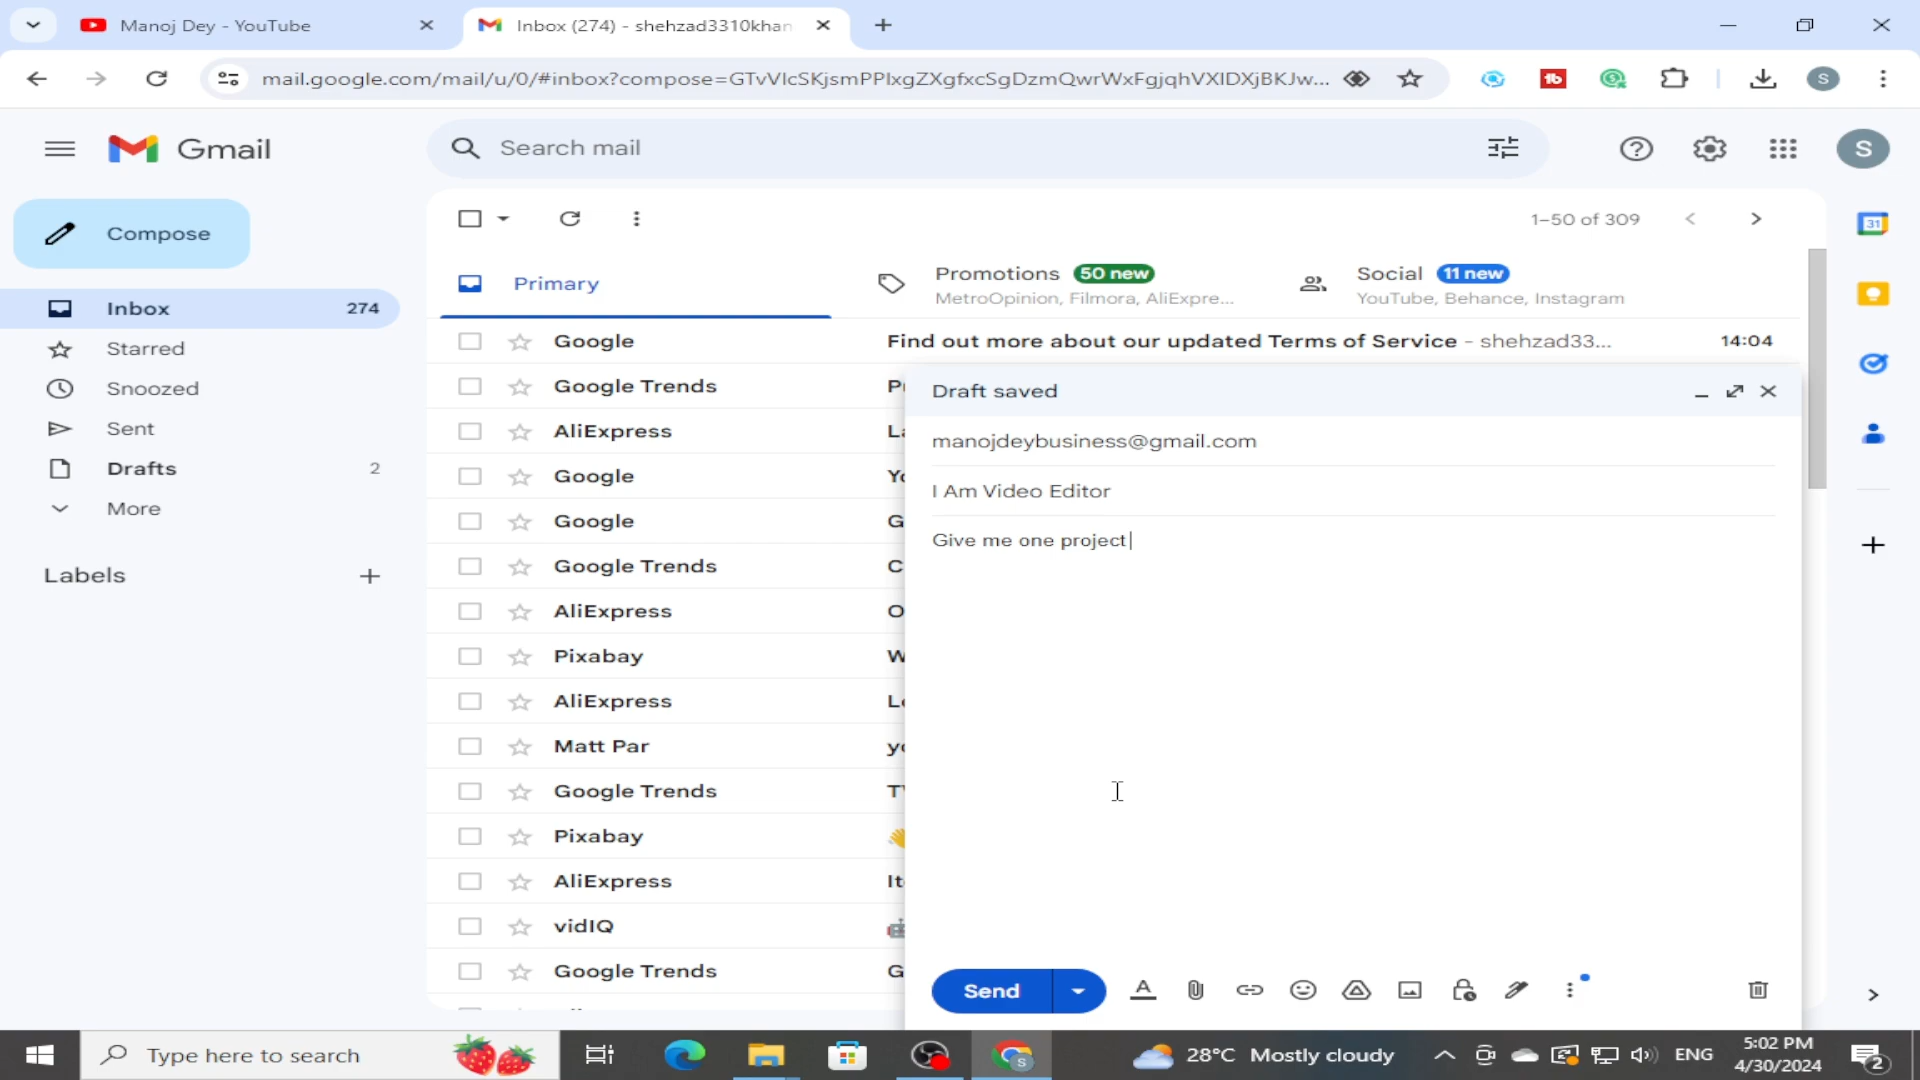 Manoj Dey - YouTube
Inbox (274) - shehzad3310khan
mail.google.com/mail/u/0/#inbox?compose=GTvVlcSKjsmPPlxgZXgfxcSgDzmQwrWxFgjqhVXlDXjBKJw...
S
Gmail
Search mail
S
Compose
1–50 of 309
31
Primary
Promotions 50 new
MetroOpinion, Filmora, AliExpre...
Social 11 new
YouTube, Behance, Instagram
Inbox 274
Starred
Snoozed
Sent
Drafts 2
More
Labels
Google Find out more about our updated Terms of Service - shehzad33... 14:04
Google Trends
AliExpress
Google
Google
Google Trends
AliExpress
Pixabay
AliExpress
Matt Par
Google Trends
Pixabay
AliExpress
vidIQ
Google Trends
Draft saved
manojdeybusiness@gmail.com
I Am Video Editor
Give me one project
Send
Type here to search
28°C Mostly cloudy
ENG
5:02 PM
4/30/2024
2